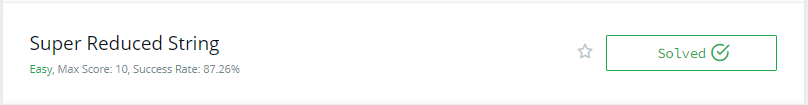 Super Reduced String
Easy, Max Score: 10, Success Rate: 87.26%
Solved